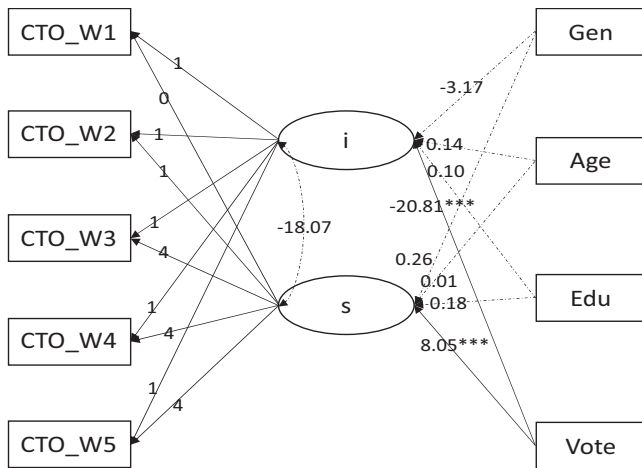 CTO_W1
Gen
1
-3.17
0
CTO_W2
1
i
0.14
Age
0.10
1
-20.81***
CTO_W3
1
-18.07
4
0.26
0.01
Edu
s
-0.18
1
CTO_W4
4
8.05***
1
4
CTO_W5
Vote